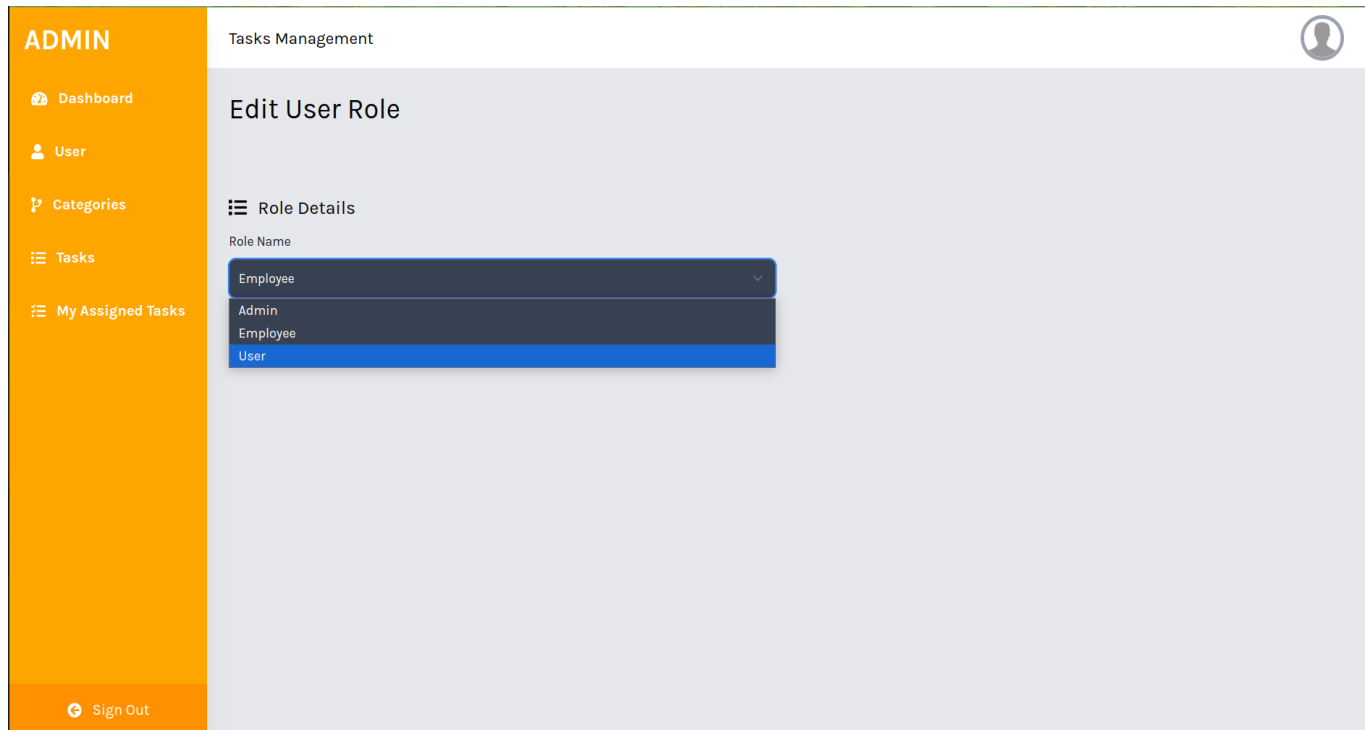 ADMIN
Dashboard
User
Categories
Tasks
My Assigned Tasks
Sign Out
Tasks Management
Edit User Role
Role Details
Role Name
Employee
Admin
Employee
User